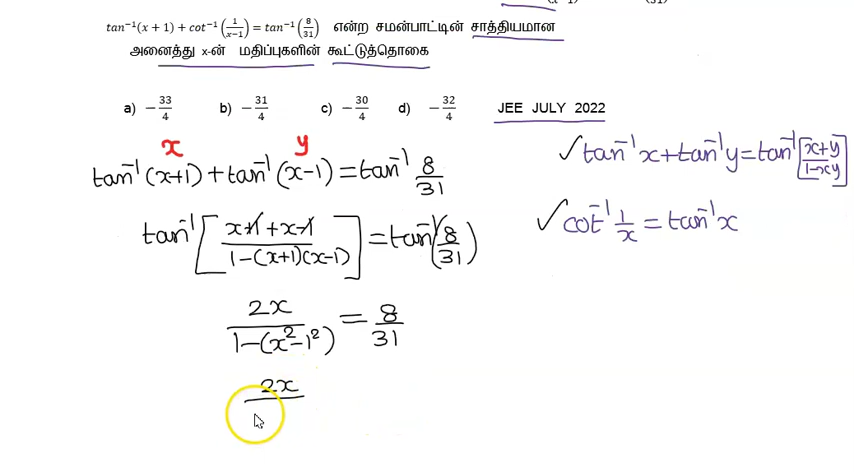 tan⁻¹(x + 1) + cot⁻¹(1/(x−1)) = tan⁻¹(8/31) என்ற சமன்பாட்டின் சாத்தியமான
அனைத்து x-ன் மதிப்புகளின் கூட்டுத்தொகை
a) −33/4 b) −31/4 c) −30/4 d) −32/4 JEE JULY 2022
x y
tan⁻¹(x+1) + tan⁻¹(x−1) = tan⁻¹ 8/31
✓tan⁻¹x + tan⁻¹y = tan⁻¹[(x+y)/(1−xy)]
✓cot⁻¹ 1/x = tan⁻¹x
tan⁻¹[(x+1+x−1)/(1−(x+1)(x−1))] = tan⁻¹(8/31)
2x/(1−(x²−1²)) = 8/31
2x